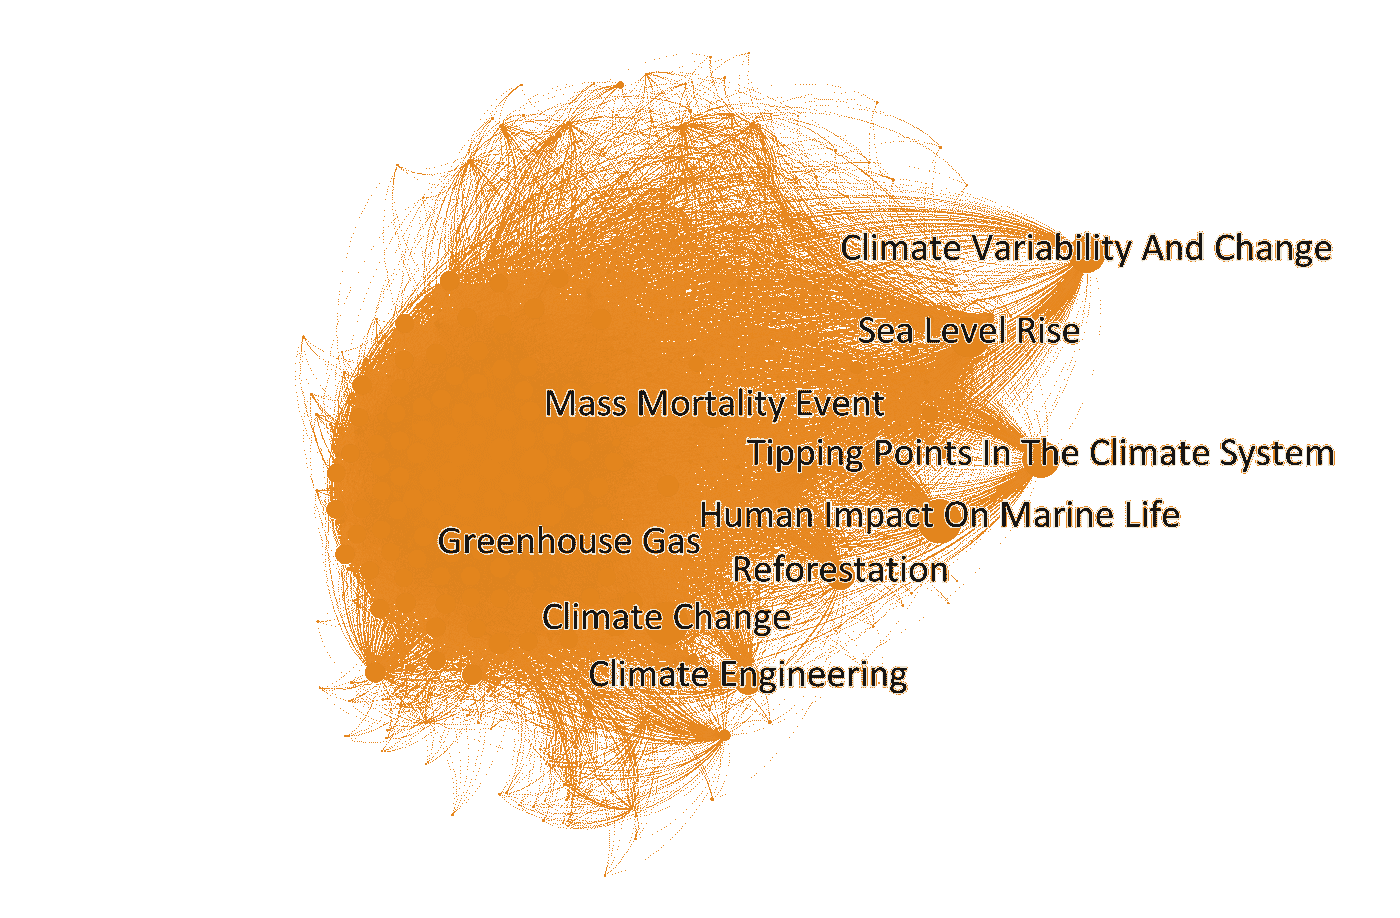 Climate Variability And Change
Sea Level Rise
Mass Mortality Event
Tipping Points In The Climate System
Human Impact On Marine Life
Greenhouse Gas
Reforestation
Climate Change
Climate Engineering